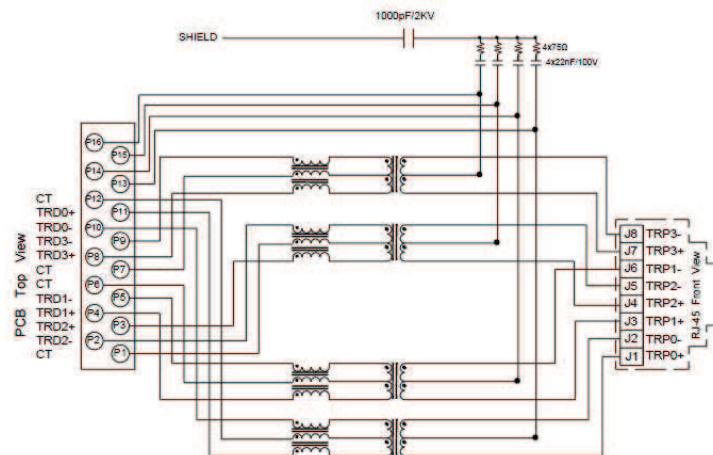 1000pF/2KV
SHIELD
4x75Ω
4x22nF/100V
P16
P15
P14
P13
CT P12
TRD0+ P11
TRD0- P10
TRD3- P9
TRD3+ P8
CT P7
CT P6
TRD1- P5
TRD1+ P4
TRD2+ P3
TRD2- P2
CT P1
PCB Top View
J8 TRP3-
J7 TRP3+
J6 TRP1-
J5 TRP2-
J4 TRP2+
J3 TRP1+
J2 TRP0-
J1 TRP0+
RJ-45 Front View